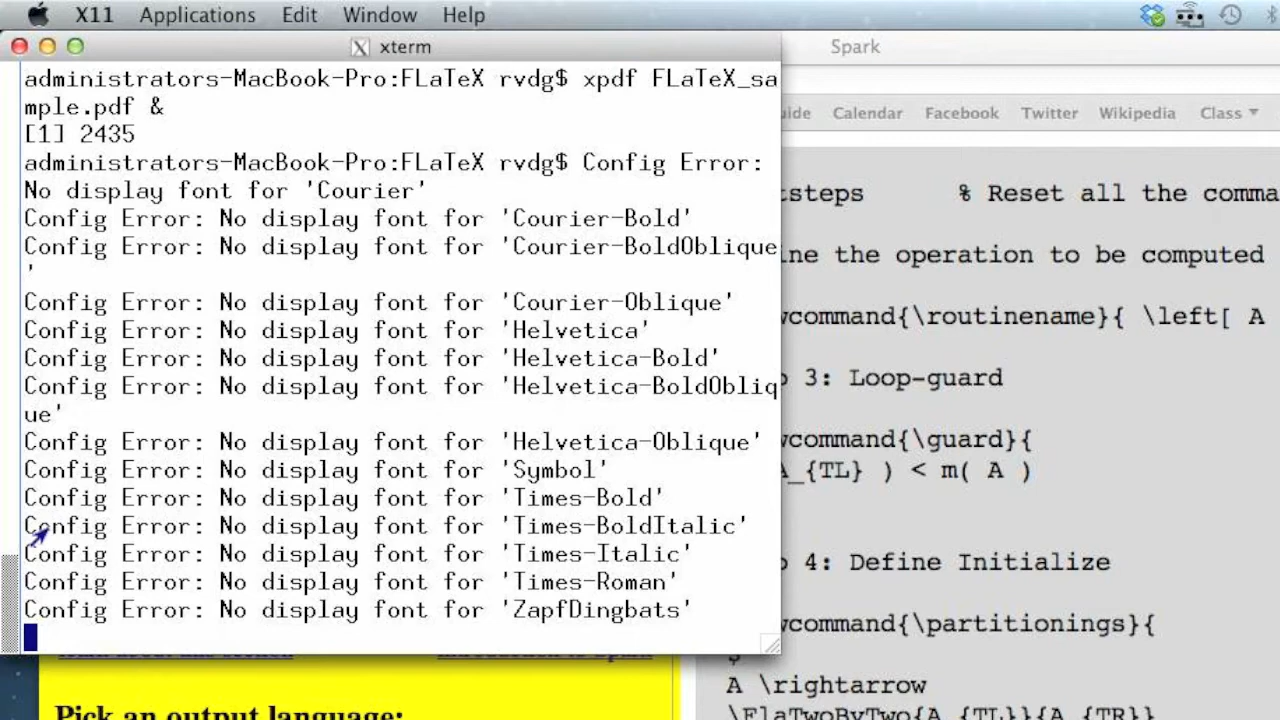 X11 Applications Edit Window Help
xterm
administrators-MacBook-Pro:FLaTeX rvdg$ xpdf FLaTeX_sa
mple.pdf &
[1] 2435
administrators-MacBook-Pro:FLaTeX rvdg$ Config Error:
No display font for 'Courier'
Config Error: No display font for 'Courier-Bold'
Config Error: No display font for 'Courier-BoldOblique
'
Config Error: No display font for 'Courier-Oblique'
Config Error: No display font for 'Helvetica'
Config Error: No display font for 'Helvetica-Bold'
Config Error: No display font for 'Helvetica-BoldObliq
ue'
Config Error: No display font for 'Helvetica-Oblique'
Config Error: No display font for 'Symbol'
Config Error: No display font for 'Times-Bold'
Config Error: No display font for 'Times-BoldItalic'
Config Error: No display font for 'Times-Italic'
Config Error: No display font for 'Times-Roman'
Config Error: No display font for 'ZapfDingbats'
Spark
uide Calendar Facebook Twitter Wikipedia Class
tsteps % Reset all the comma
ine the operation to be computed
wcommand{\routinename}{ \left[ A
p 3: Loop-guard
wcommand{\guard}{
A_{TL} ) < m( A )
p 4: Define Initialize
wcommand{\partitionings}{
$
A \rightarrow
\FlaTwoByTwo{A_{TL}}{A_{TR}}
Pick an output language: